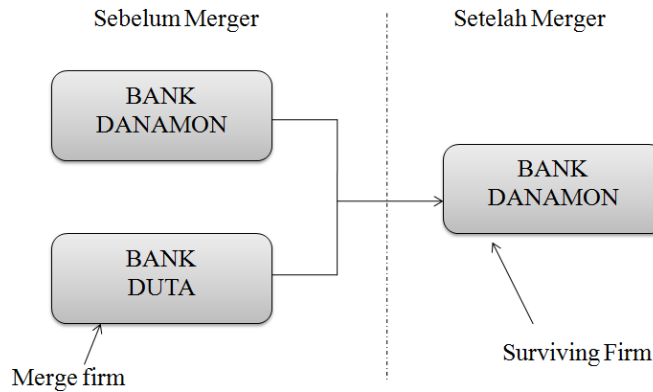 Sebelum Merger
Setelah Merger
BANK
DANAMON
BANK
DANAMON
BANK
DUTA
Merge firm
Surviving Firm